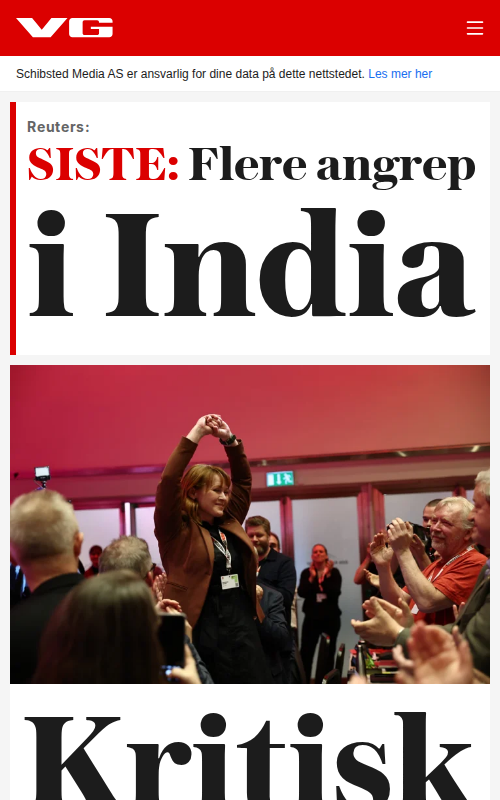 VG
Schibsted Media AS er ansvarlig for dine data på dette nettstedet. Les mer her
Reuters:
SISTE: Flere angrep
i India
Kritisk